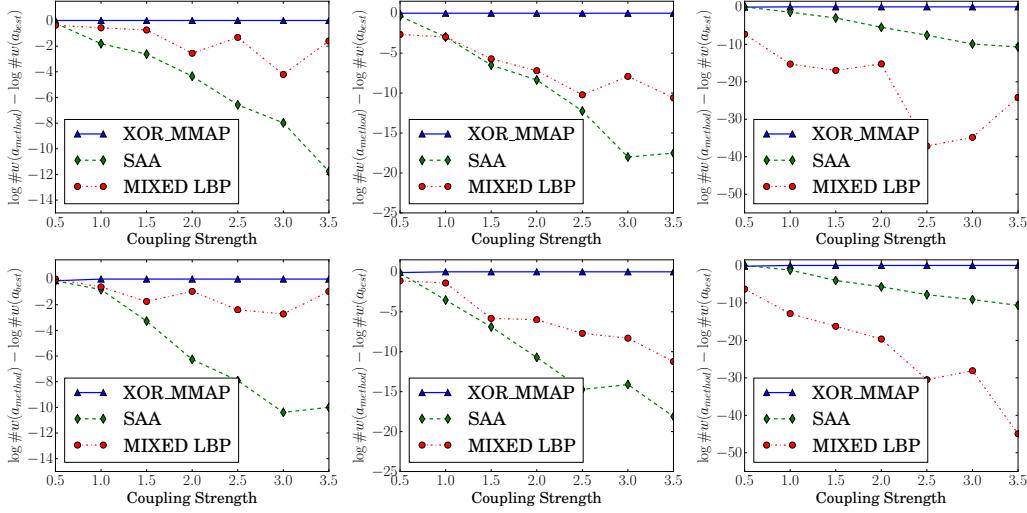 log #w(a_method) − log #w(a_best)
0
−2
−4
−6
−8
−10
−12
−14
XOR_MMAP
SAA
MIXED LBP
0.5 1.0 1.5 2.0 2.5 3.0 3.5
Coupling Strength
log #w(a_method) − log #w(a_best)
0
−5
−10
−15
−20
−25
XOR_MMAP
SAA
MIXED LBP
0.5 1.0 1.5 2.0 2.5 3.0 3.5
Coupling Strength
log #w(a_method) − log #w(a_best)
0
−10
−20
−30
−40
−50
XOR_MMAP
SAA
MIXED LBP
0.5 1.0 1.5 2.0 2.5 3.0 3.5
Coupling Strength
log #w(a_method) − log #w(a_best)
0
−2
−4
−6
−8
−10
−12
−14
XOR_MMAP
SAA
MIXED LBP
0.5 1.0 1.5 2.0 2.5 3.0 3.5
Coupling Strength
log #w(a_method) − log #w(a_best)
0
−5
−10
−15
−20
−25
XOR_MMAP
SAA
MIXED LBP
0.5 1.0 1.5 2.0 2.5 3.0 3.5
Coupling Strength
log #w(a_method) − log #w(a_best)
0
−10
−20
−30
−40
−50
XOR_MMAP
SAA
MIXED LBP
0.5 1.0 1.5 2.0 2.5 3.0 3.5
Coupling Strength